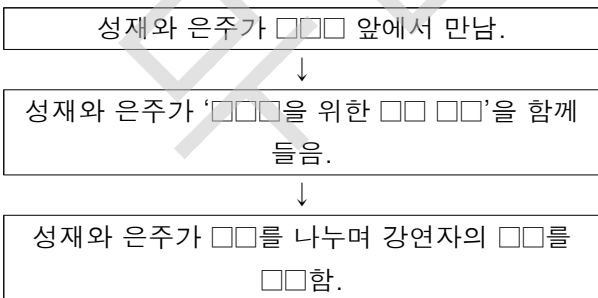 성재와 은주가 □□□ 앞에서 만남.
↓
성재와 은주가 ‘□□□을 위한 □□ □□’을 함께
들음.
↓
성재와 은주가 □□를 나누며 강연자의 □□를
□□함.